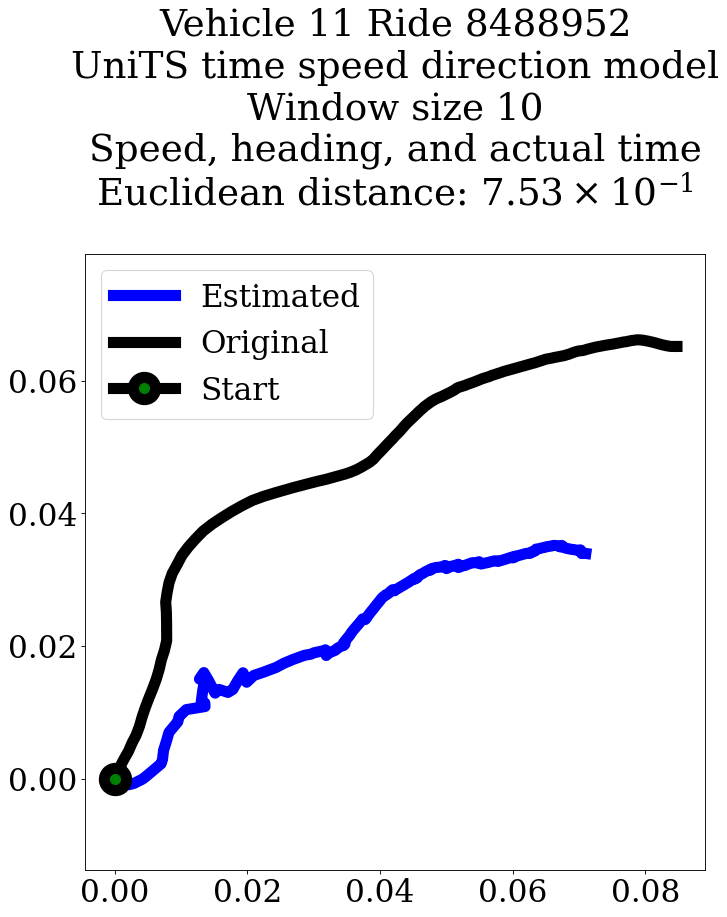 Vehicle 11 Ride 8488952
UniTS time speed direction model
Window size 10
Speed, heading, and actual time
Euclidean distance: 7.53 × 10⁻¹
Estimated
Original
Start
0.06
0.04
0.02
0.00
0.00 0.02 0.04 0.06 0.08